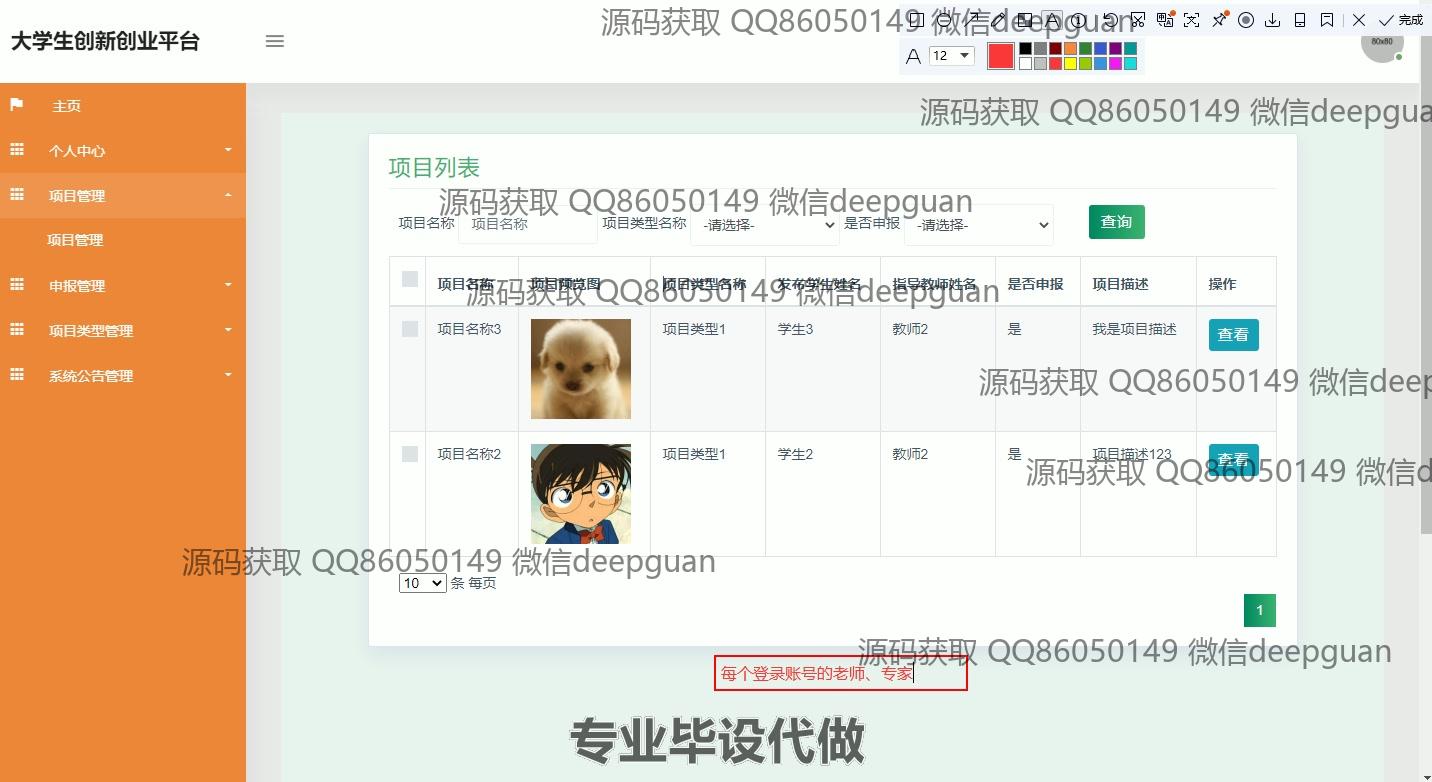 源码获取 QQ86050149 微信deepguan
完成
大学生创新创业平台
12
80x80
源码获取 QQ86050149 微信deepgua
主页
个人中心
项目管理
项目管理
申报管理
项目类型管理
系统公告管理
项目列表
源码获取 QQ86050149 微信deepguan
项目名称 项目名称 项目类型名称 -请选择- 是否申报 -请选择- 查询
项目名称 项目预览图 项目类型名称 发布学生姓名 指导教师姓名 是否申报 项目描述 操作
源码获取 QQ86050149 微信deepguan
项目名称3 项目类型1 学生3 教师2 是 我是项目描述 查看
源码获取 QQ86050149 微信deep
项目名称2 项目类型1 学生2 教师2 是 项目描述123 查看
源码获取 QQ86050149 微信d
源码获取 QQ86050149 微信deepguan
10 条 每页
1
源码获取 QQ86050149 微信deepguan
每个登录账号的老师、专家
专业毕设代做